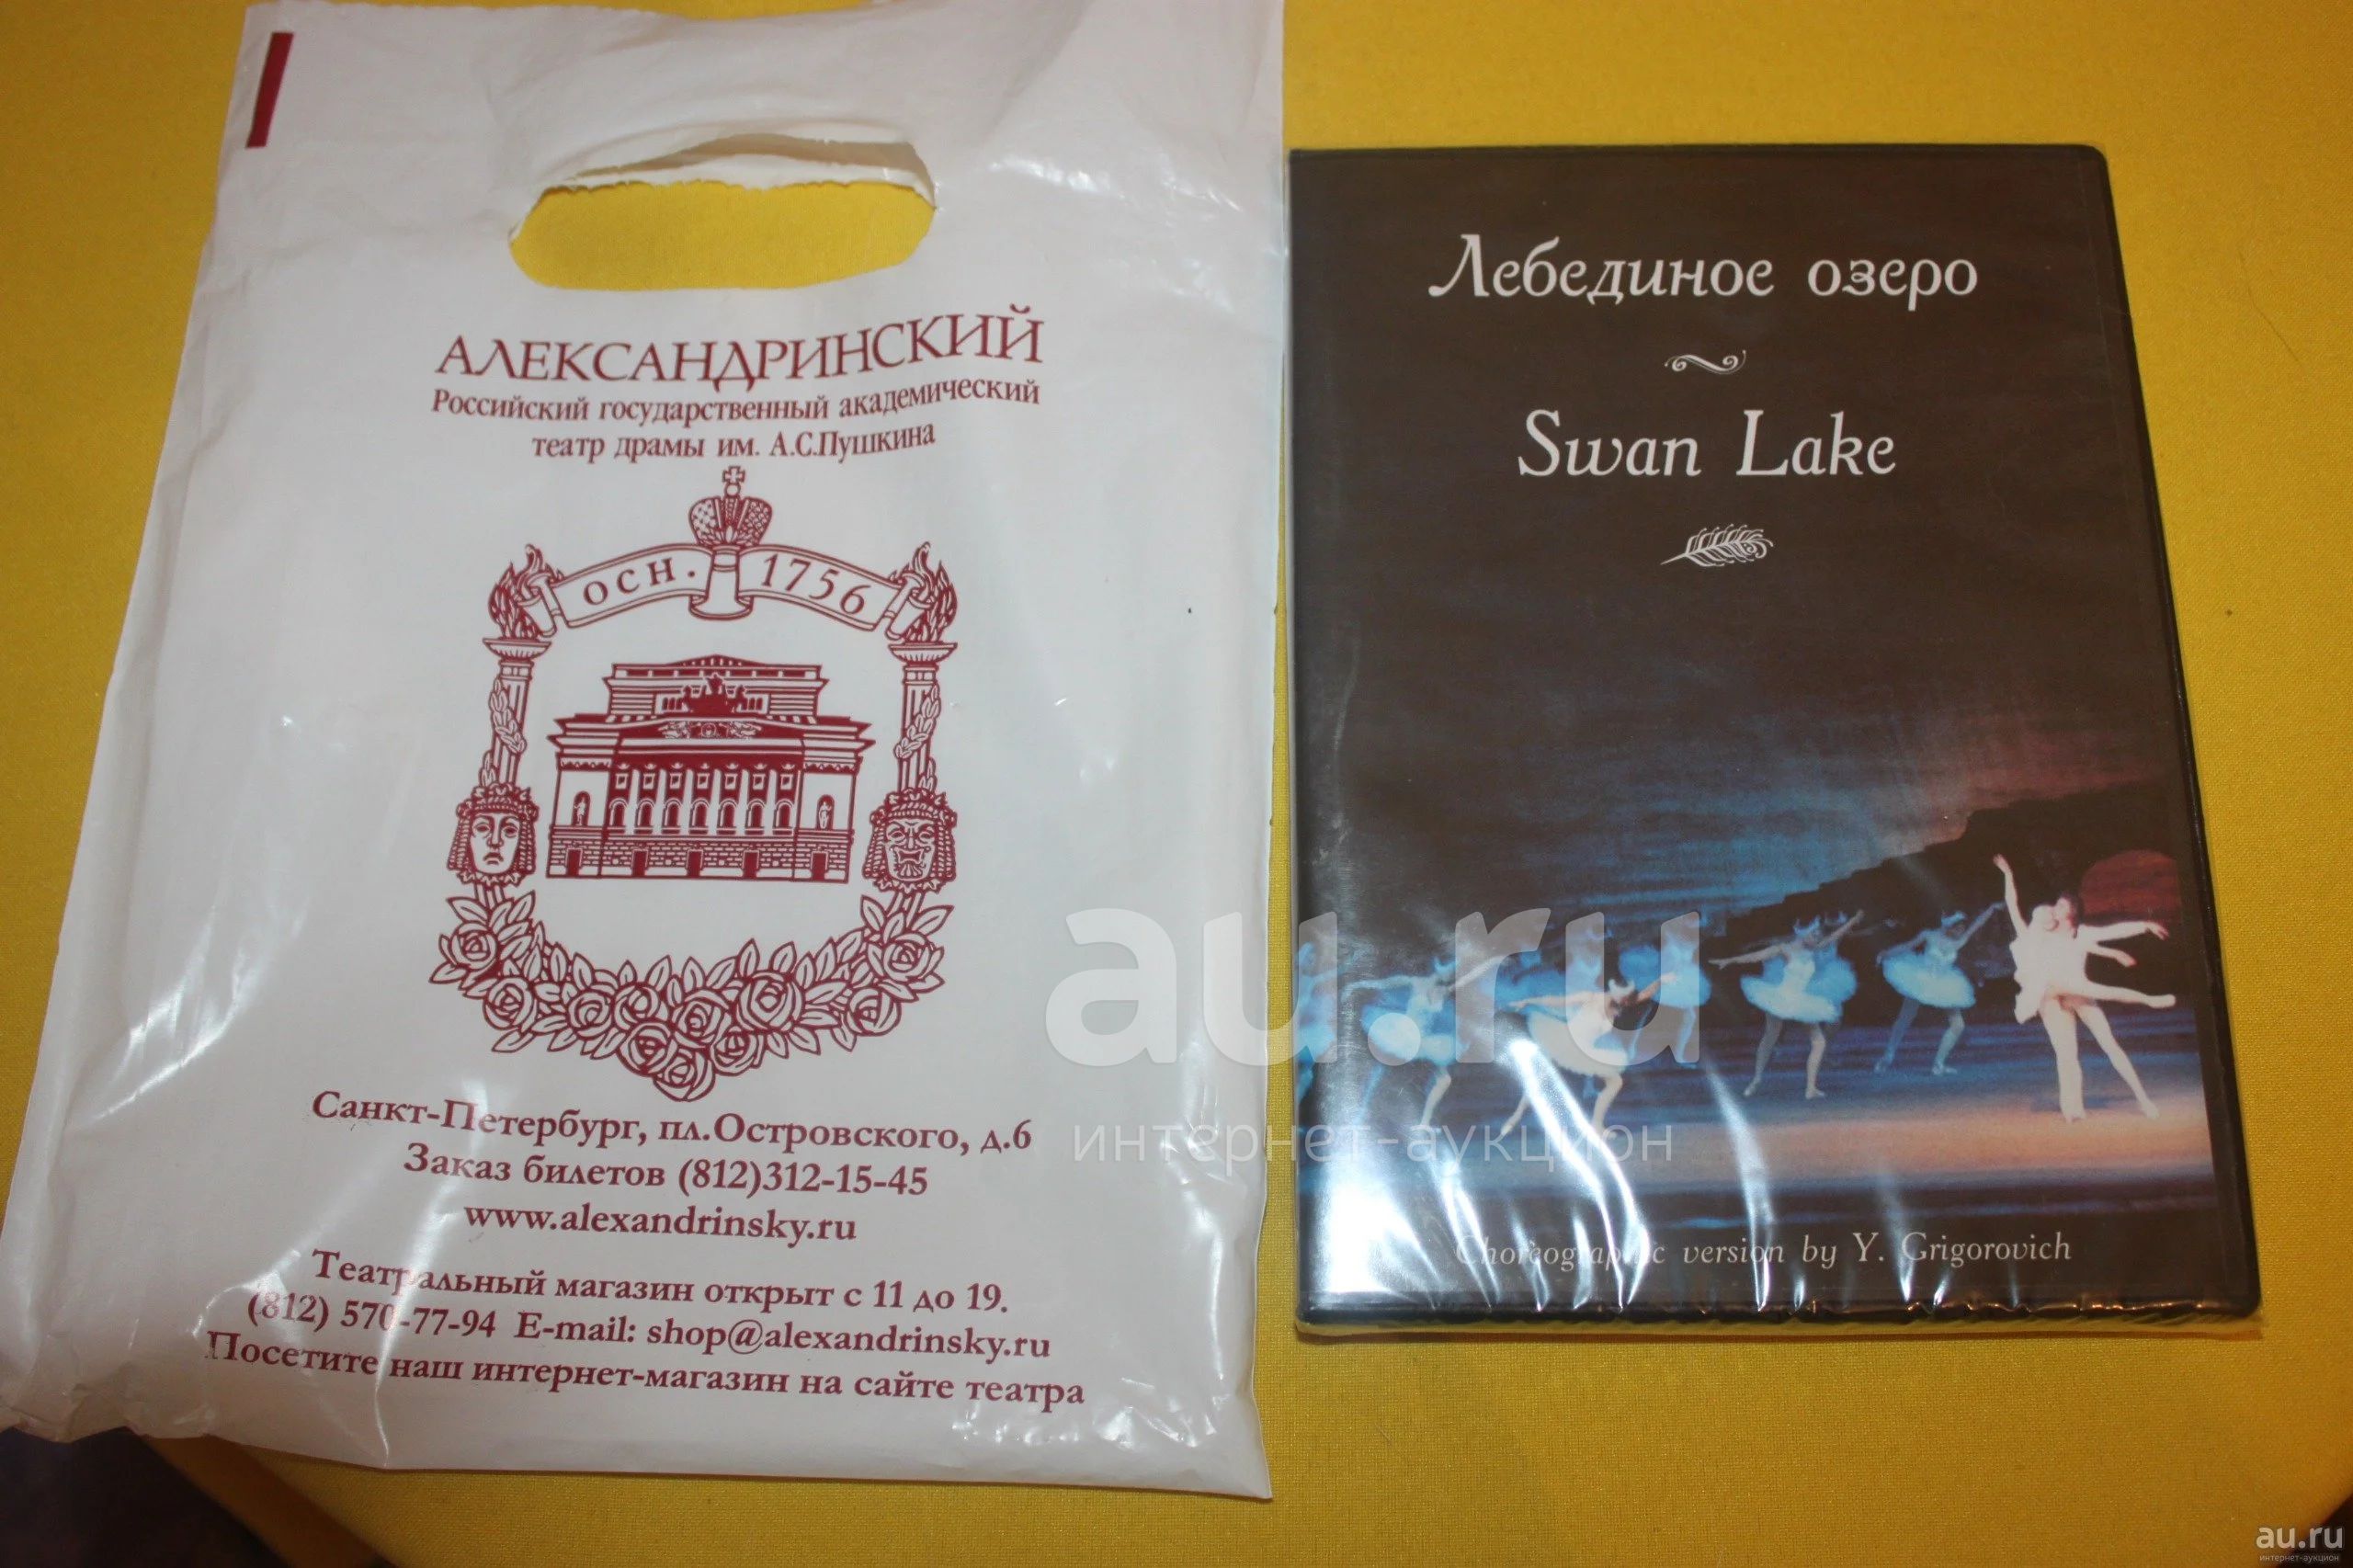 АЛЕКСАНДРИНСКИЙ
Российский государственный академический
театр драмы им. А.С.Пушкина
ОСН. 1756
Санкт-Петербург, пл.Островского, д.6
Заказ билетов (812)312-15-45
www.alexandrinsky.ru
Театральный магазин открыт с 11 до 19.
(812) 570-77-94 E-mail: shop@alexandrinsky.ru
Посетите наш интернет-магазин на сайте театра
Лебединое озеро
Swan Lake
Choreographic version by Y. Grigorovich
au.ru
интернет-аукцион
au.ru
интернет-аукцион